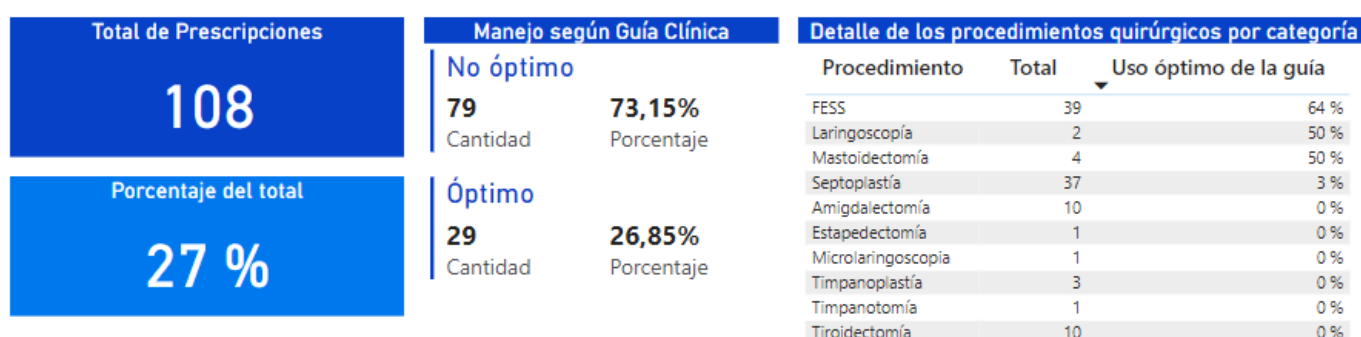 Total de Prescripciones
108
Porcentaje del total
27 %
Manejo según Guía Clínica
No óptimo
79 73,15%
Cantidad Porcentaje
Óptimo
29 26,85%
Cantidad Porcentaje
Detalle de los procedimientos quirúrgicos por categoría
Procedimiento Total Uso óptimo de la guía
FESS 39 64 %
Laringoscopía 2 50 %
Mastoidectomía 4 50 %
Septoplastía 37 3 %
Amigdalectomía 10 0 %
Estapedectomía 1 0 %
Microlaringoscopia 1 0 %
Timpanoplastía 3 0 %
Timpanotomía 1 0 %
Tiroidectomía 10 0 %